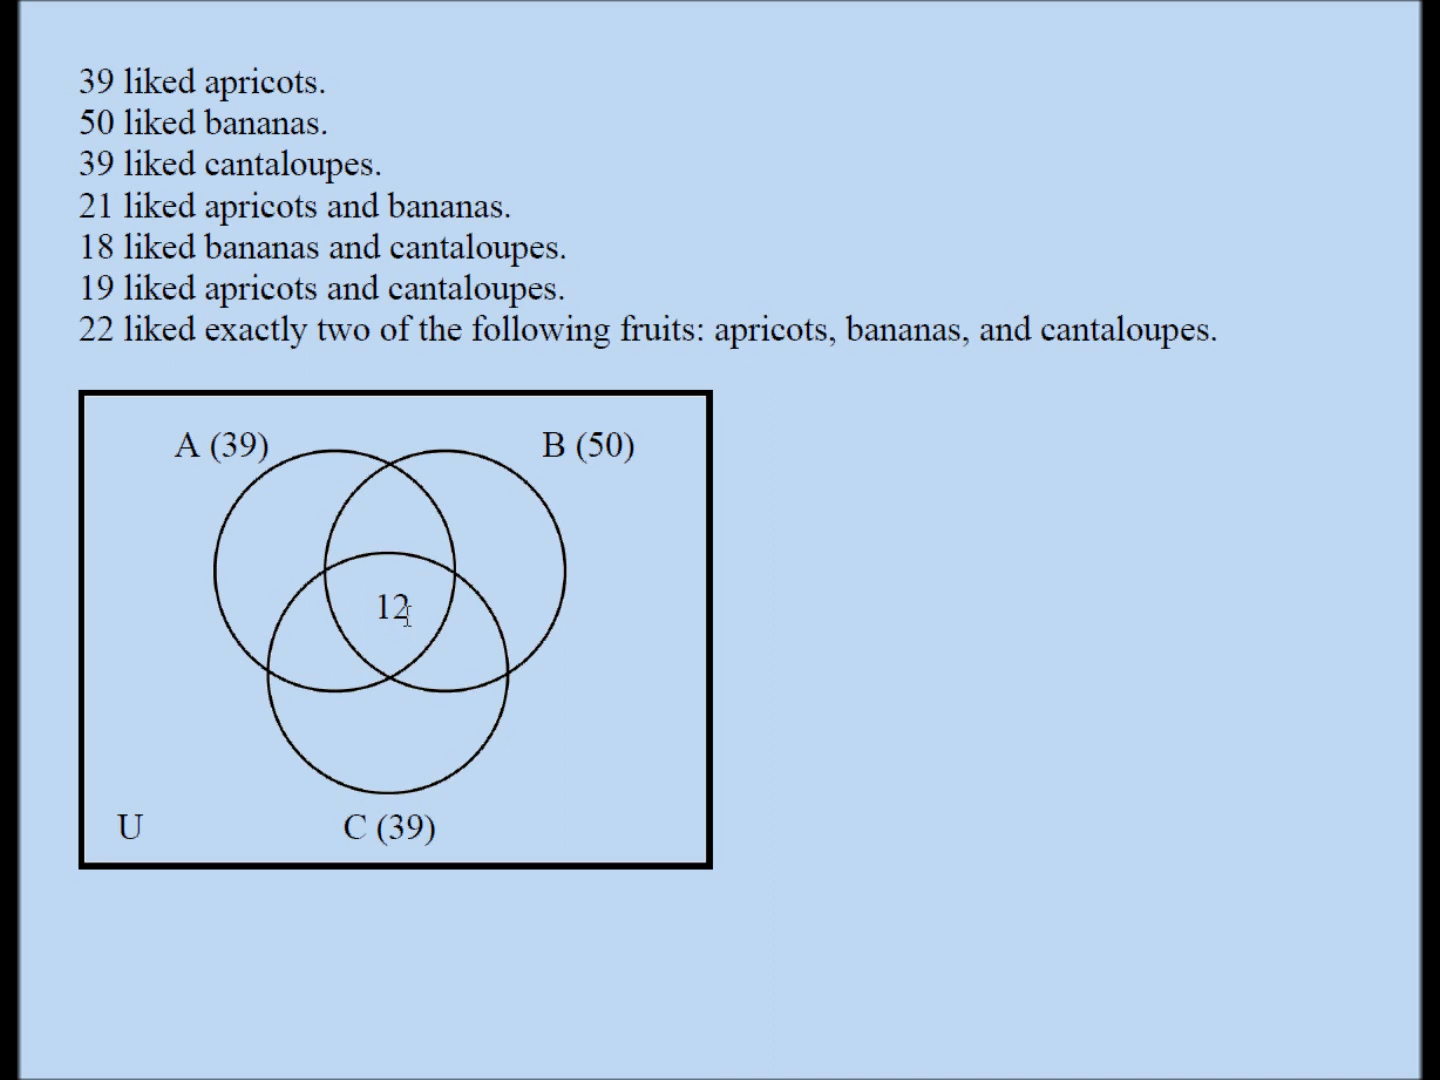 39 liked apricots.
50 liked bananas.
39 liked cantaloupes.
21 liked apricots and bananas.
18 liked bananas and cantaloupes.
19 liked apricots and cantaloupes.
22 liked exactly two of the following fruits: apricots, bananas, and cantaloupes.
A (39)
B (50)
12
U
C (39)